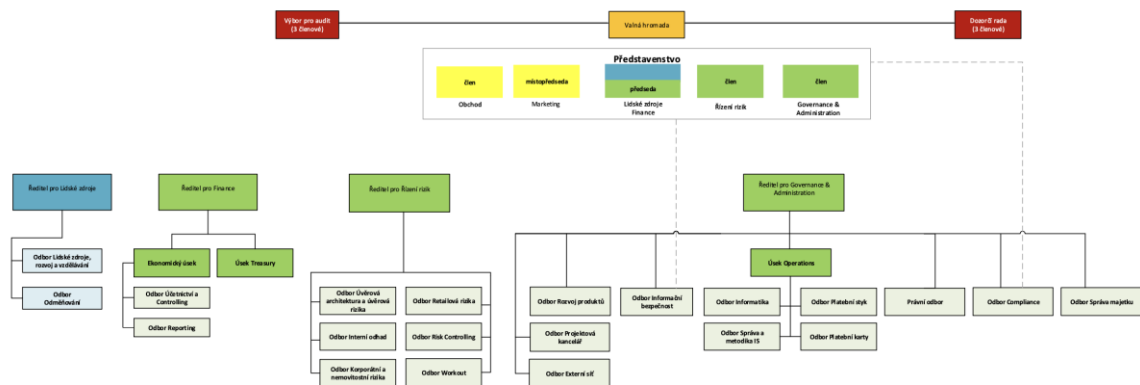 Výbor pro audit
(3 členové)
Valná hromada
Dozorčí rada
(3 členové)
Představenstvo
člen
místopředseda
předseda
člen
člen
Obchod
Marketing
Lidské zdroje
Finance
Řízení rizik
Governance &
Administration
Ředitel pro Lidské zdroje
Ředitel pro Finance
Ředitel pro Řízení rizik
Ředitel pro Governance &
Administration
Odbor Lidské zdroje,
rozvoj a vzdělávání
Odbor
Odměňování
Ekonomický úsek
Úsek Treasury
Odbor Účetnictví a
Controlling
Odbor Reporting
Odbor Úvěrová
architektura a úvěrová
rizika
Odbor Retailová rizika
Odbor Interní odhad
Odbor Risk Controlling
Odbor Korporátní a
nemovitostní rizika
Odbor Workout
Úsek Operations
Odbor Rozvoj produktů
Odbor Informační
bezpečnost
Odbor Informatika
Odbor Platební styk
Právní odbor
Odbor Compliance
Odbor Správa majetku
Odbor Projektová
kancelář
Odbor Správa a
metodika IS
Odbor Platební karty
Odbor Externí síť